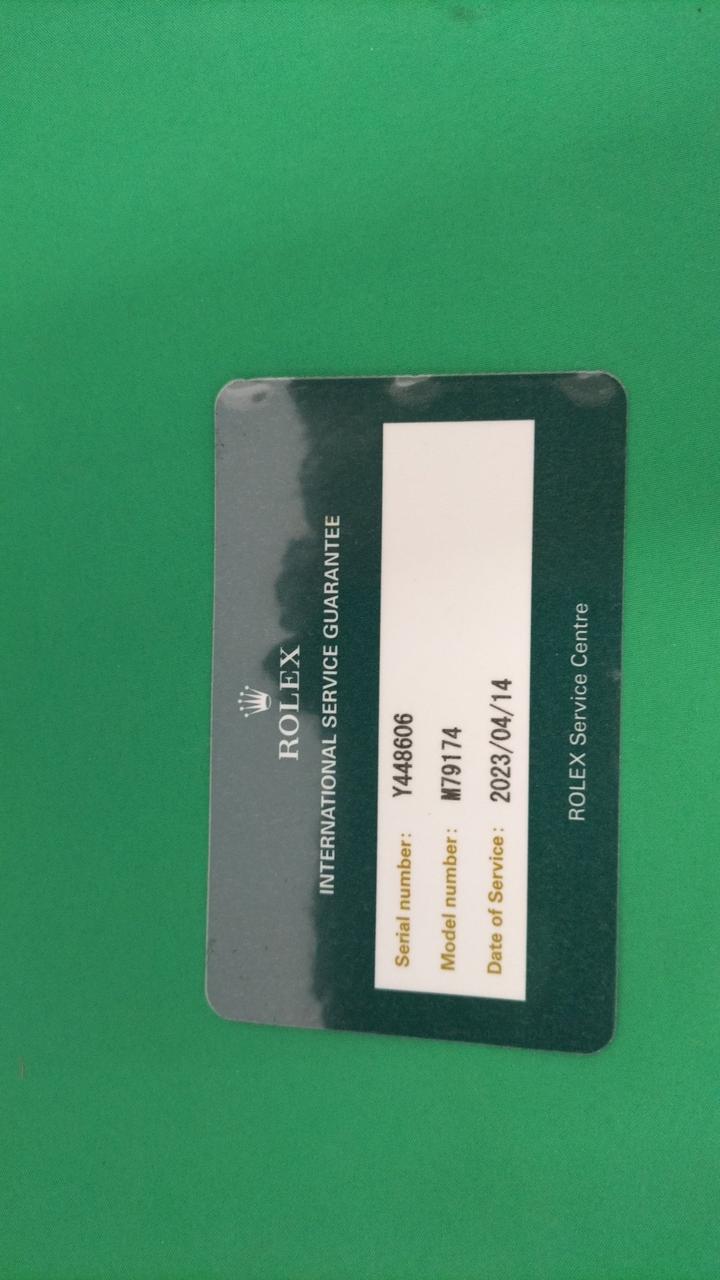 ROLEX
INTERNATIONAL SERVICE GUARANTEE
Serial number: Y448606
Model number: M79174
Date of Service: 2023/04/14
ROLEX Service Centre